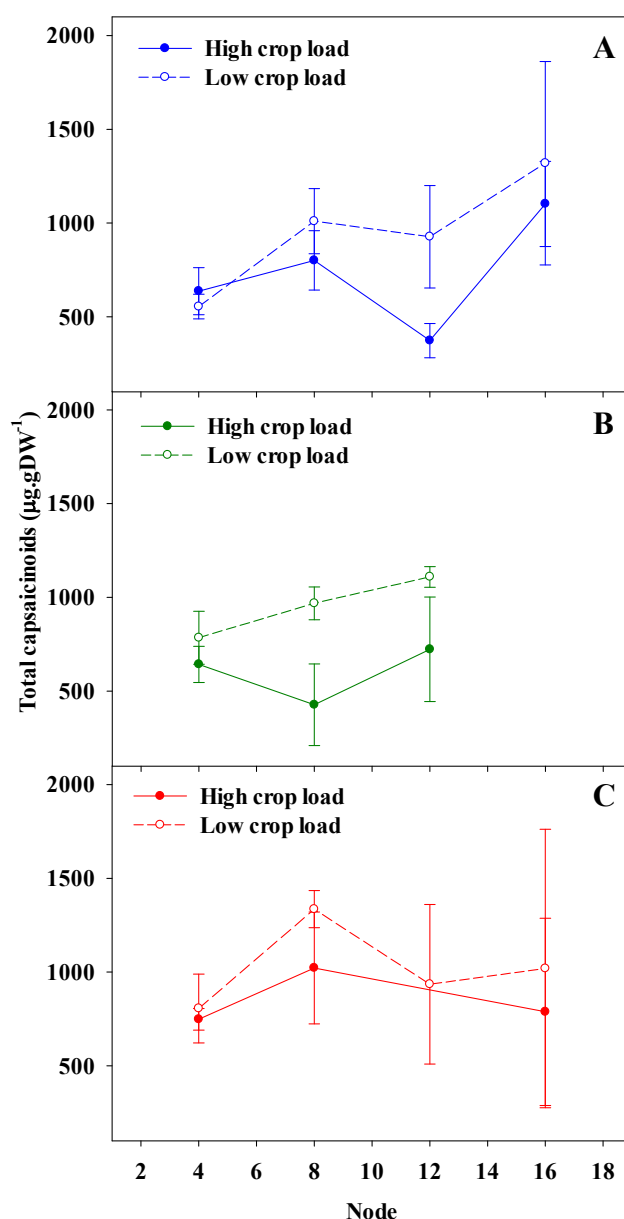 2000
1500
1000
500
High crop load
Low crop load
A
2000
1500
1000
500
High crop load
Low crop load
B
Total capsaicinoids (µg.gDW-1)
2000
1500
1000
500
High crop load
Low crop load
C
2 4 6 8 10 12 14 16 18
Node